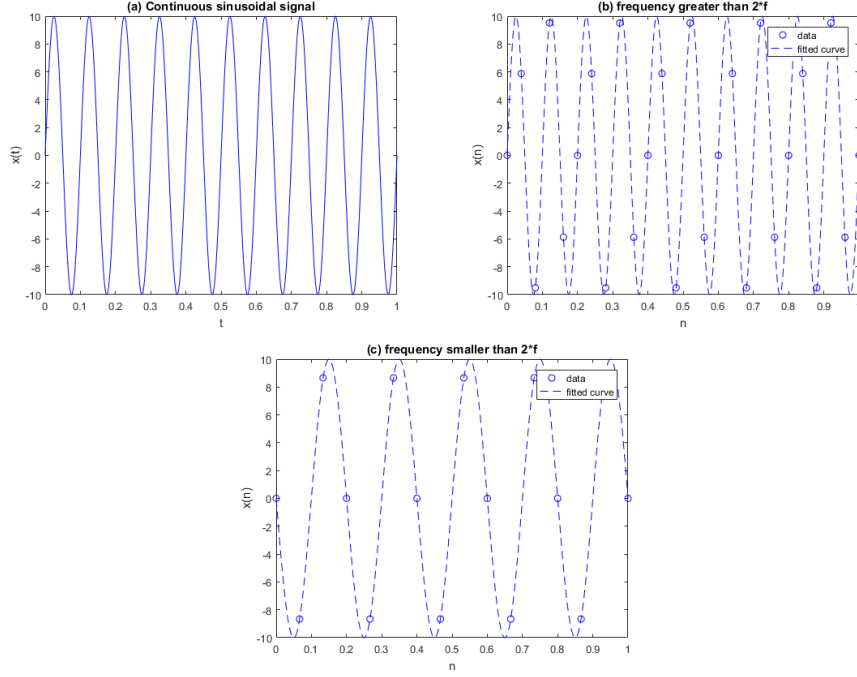 (a) Continuous sinusoidal signal
10
8
6
4
2
0
-2
-4
-6
-8
-10
x(t)
0 0.1 0.2 0.3 0.4 0.5 0.6 0.7 0.8 0.9 1
t
(b) frequency greater than 2*f
data
fitted curve
10
8
6
4
2
0
-2
-4
-6
-8
-10
x(n)
0 0.1 0.2 0.3 0.4 0.5 0.6 0.7 0.8 0.9
n
(c) frequency smaller than 2*f
data
fitted curve
10
8
6
4
2
0
-2
-4
-6
-8
-10
x(n)
0 0.1 0.2 0.3 0.4 0.5 0.6 0.7 0.8 0.9 1
n